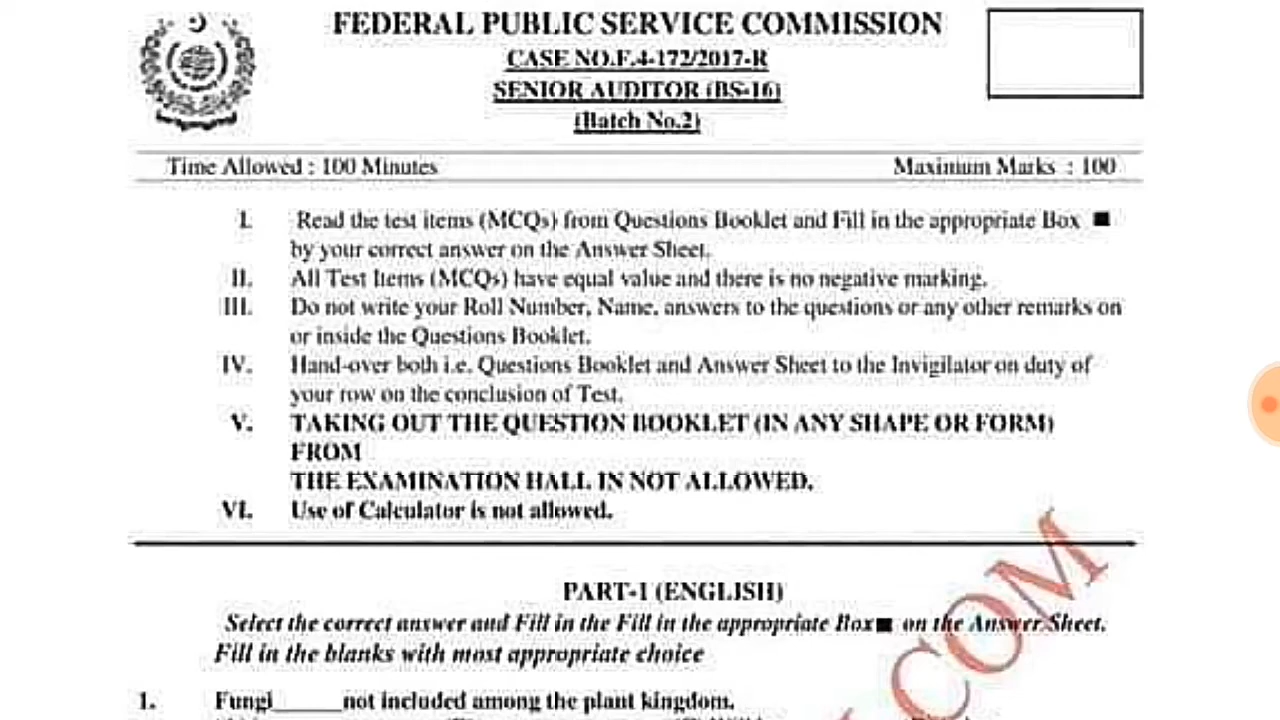 FEDERAL PUBLIC SERVICE COMMISSION
CASE NO.F.4-172/2017-R
SENIOR AUDITOR (BS-16)
(Batch No.2)
Time Allowed : 100 Minutes Maximum Marks : 100
I. Read the test items (MCQs) from Questions Booklet and Fill in the appropriate Box ■
by your correct answer on the Answer Sheet.
II. All Test Items (MCQs) have equal value and there is no negative marking.
III. Do not write your Roll Number, Name, answers to the questions or any other remarks on
or inside the Questions Booklet.
IV. Hand-over both i.e. Questions Booklet and Answer Sheet to the Invigilator on duty of
your row on the conclusion of Test.
V. TAKING OUT THE QUESTION BOOKLET (IN ANY SHAPE OR FORM)
FROM
THE EXAMINATION HALL IN NOT ALLOWED.
VI. Use of Calculator is not allowed.
PART-1 (ENGLISH)
Select the correct answer and Fill in the Fill in the appropriate Box■ on the Answer Sheet.
Fill in the blanks with most appropriate choice
1. Fungi______not included among the plant kingdom.
.COM